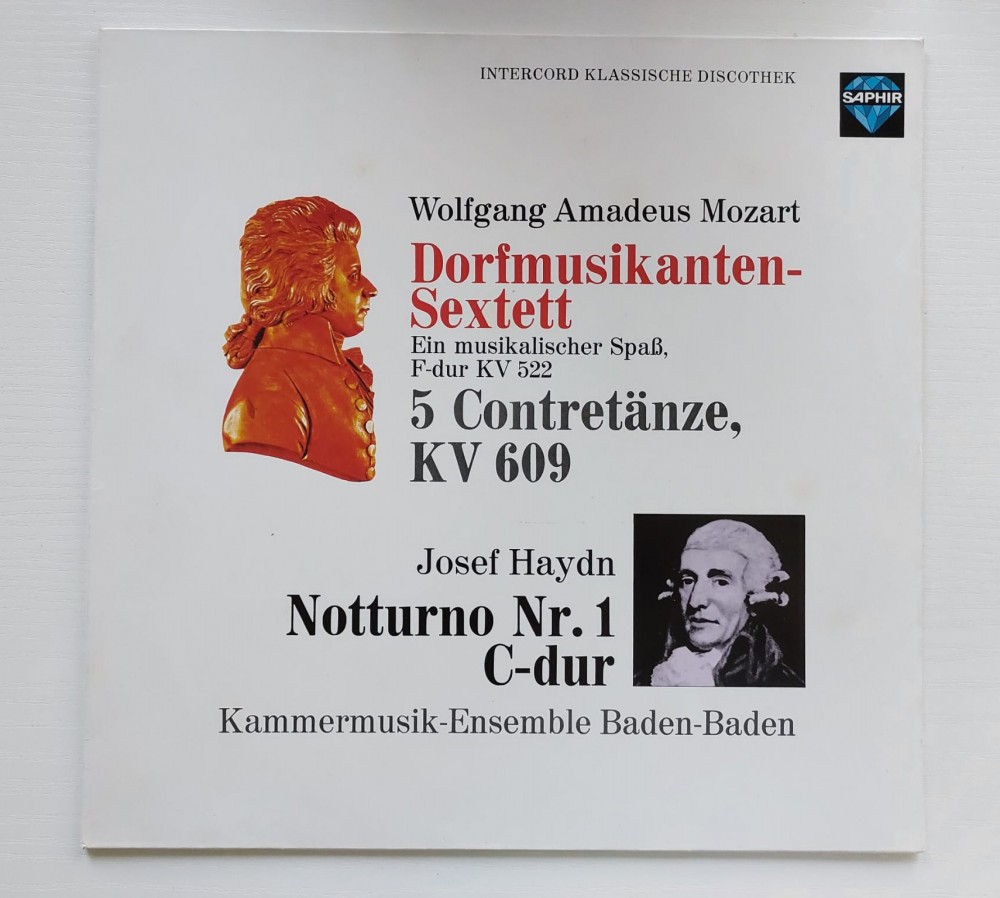 INTERCORD KLASSISCHE DISCOTHEK
SAPHIR
Wolfgang Amadeus Mozart
Dorfmusikanten-
Sextett
Ein musikalischer Spaß,
F-dur KV 522
5 Contretänze,
KV 609
Josef Haydn
Notturno Nr. 1
C-dur
Kammermusik-Ensemble Baden-Baden